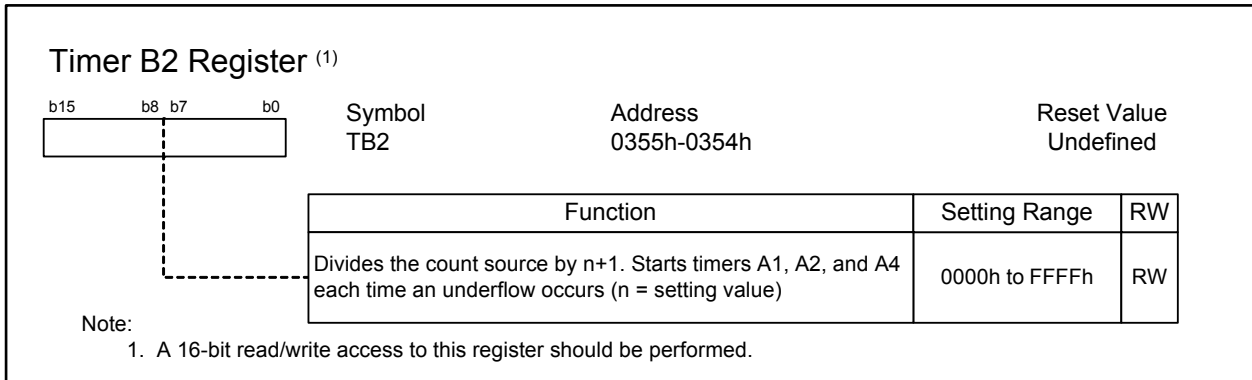 Timer B2 Register (1)
b15 b8 b7 b0
Symbol Address Reset Value
TB2 0355h-0354h Undefined
Function Setting Range RW
Divides the count source by n+1. Starts timers A1, A2, and A4
each time an underflow occurs (n = setting value)
0000h to FFFFh RW
Note:
1. A 16-bit read/write access to this register should be performed.